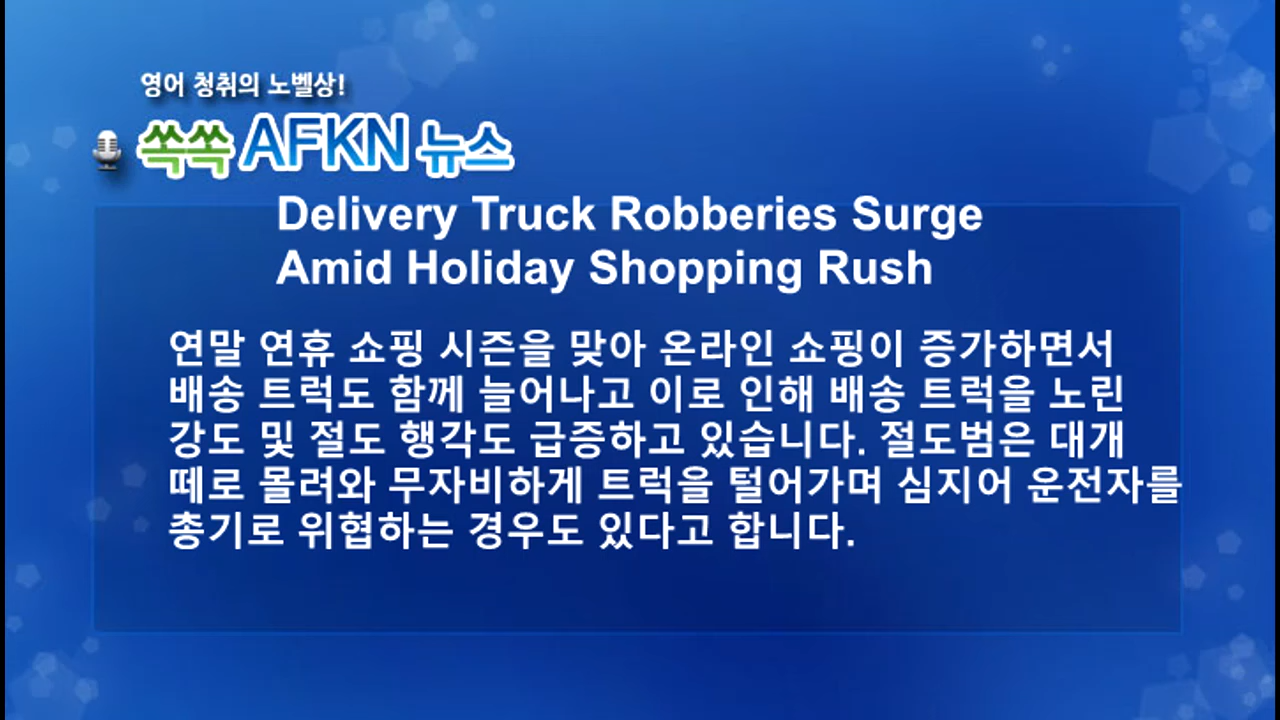 영어 청취의 노벨상!
쏙쏙 AFKN 뉴스
Delivery Truck Robberies Surge
Amid Holiday Shopping Rush
연말 연휴 쇼핑 시즌을 맞아 온라인 쇼핑이 증가하면서
배송 트럭도 함께 늘어나고 이로 인해 배송 트럭을 노린
강도 및 절도 행각도 급증하고 있습니다. 절도범은 대개
떼로 몰려와 무자비하게 트럭을 털어가며 심지어 운전자를
총기로 위협하는 경우도 있다고 합니다.